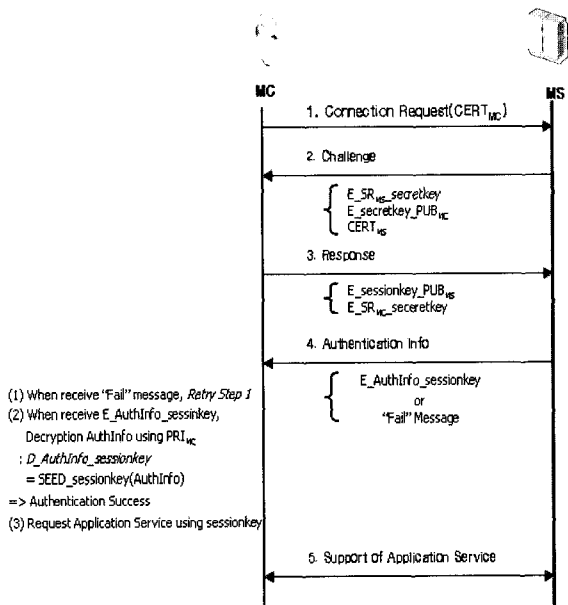 MC
MS
1. Connection Request(CERT_MC)
2. Challenge
E_SR_MS_secretkey
E_secretkey_PUB_MC
CERT_MS
3. Response
E_sessionkey_PUB_MS
E_SR_MC_seceretkey
4. Authentication Info
E_AuthInfo_sessionkey
or
"Fail" Message
(1) When receive "Fail" message, Retry Step 1
(2) When receive E_AuthInfo_sessinkey,
Decryption AuthInfo using PRI_MC
: D_AuthInfo_sessionkey
= SEED_sessionkey(AuthInfo)
=> Authentication Success
(3) Request Application Service using sessionkey
5. Support of Application Service